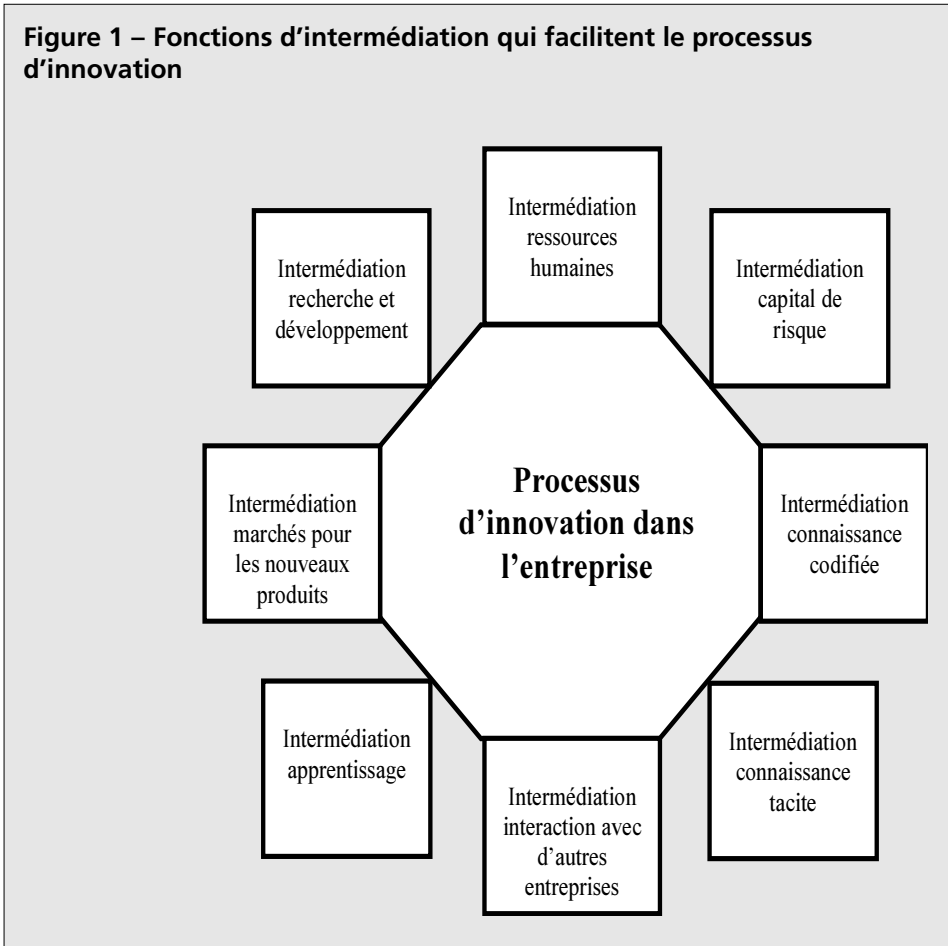 Figure 1 – Fonctions d’intermédiation qui facilitent le processus
d’innovation
Intermédiation
ressources
humaines
Intermédiation
recherche et
développement
Intermédiation
capital de
risque
Intermédiation
marchés pour
les nouveaux
produits
Processus
d’innovation dans
l’entreprise
Intermédiation
connaissance
codifiée
Intermédiation
apprentissage
Intermédiation
interaction avec
d’autres
entreprises
Intermédiation
connaissance
tacite